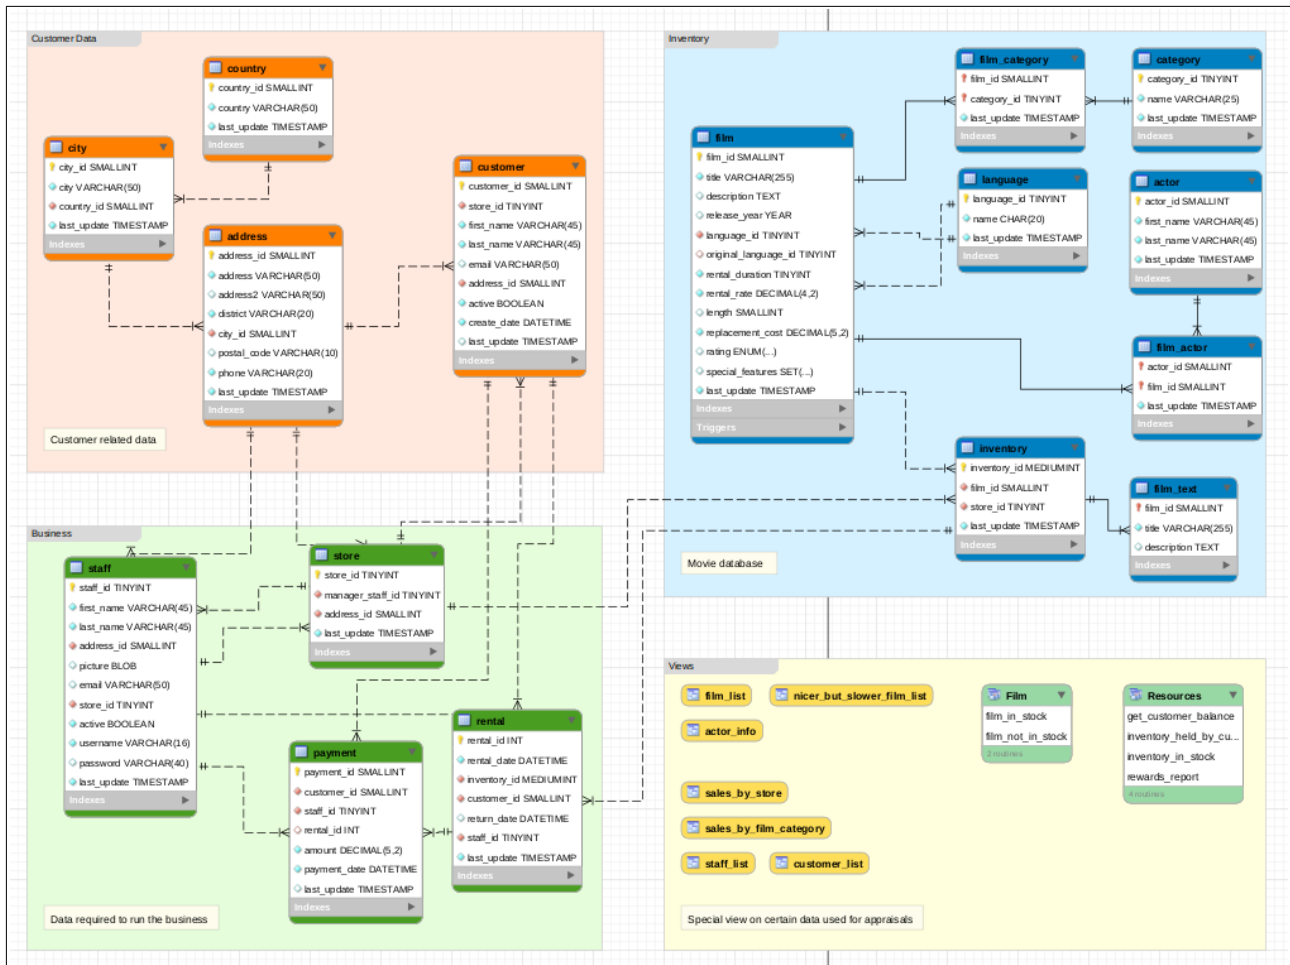 Customer Data
country
country_id SMALLINT
country VARCHAR(50)
last_update TIMESTAMP
Indexes
city
city_id SMALLINT
city VARCHAR(50)
country_id SMALLINT
last_update TIMESTAMP
Indexes
address
address_id SMALLINT
address VARCHAR(50)
address2 VARCHAR(50)
district VARCHAR(20)
city_id SMALLINT
postal_code VARCHAR(10)
phone VARCHAR(20)
last_update TIMESTAMP
Indexes
customer
customer_id SMALLINT
store_id TINYINT
first_name VARCHAR(45)
last_name VARCHAR(45)
email VARCHAR(50)
address_id SMALLINT
active BOOLEAN
create_date DATETIME
last_update TIMESTAMP
Indexes
Customer related data
Inventory
film
film_id SMALLINT
title VARCHAR(255)
description TEXT
release_year YEAR
language_id TINYINT
original_language_id TINYINT
rental_duration TINYINT
rental_rate DECIMAL(4,2)
length SMALLINT
replacement_cost DECIMAL(5,2)
rating ENUM(...)
special_features SET(...)
last_update TIMESTAMP
Indexes
Triggers
film_category
film_id SMALLINT
category_id TINYINT
last_update TIMESTAMP
Indexes
category
category_id TINYINT
name VARCHAR(25)
last_update TIMESTAMP
Indexes
language
language_id TINYINT
name CHAR(20)
last_update TIMESTAMP
Indexes
actor
actor_id SMALLINT
first_name VARCHAR(45)
last_name VARCHAR(45)
last_update TIMESTAMP
Indexes
film_actor
actor_id SMALLINT
film_id SMALLINT
last_update TIMESTAMP
Indexes
inventory
inventory_id MEDIUMINT
film_id SMALLINT
store_id TINYINT
last_update TIMESTAMP
Indexes
film_text
film_id SMALLINT
title VARCHAR(255)
description TEXT
Indexes
Movie database
Business
staff
staff_id TINYINT
first_name VARCHAR(45)
last_name VARCHAR(45)
address_id SMALLINT
picture BLOB
email VARCHAR(50)
store_id TINYINT
active BOOLEAN
username VARCHAR(16)
password VARCHAR(40)
last_update TIMESTAMP
Indexes
store
store_id TINYINT
manager_staff_id TINYINT
address_id SMALLINT
last_update TIMESTAMP
Indexes
payment
payment_id SMALLINT
customer_id SMALLINT
staff_id TINYINT
rental_id INT
amount DECIMAL(5,2)
payment_date DATETIME
last_update TIMESTAMP
Indexes
rental
rental_id INT
rental_date DATETIME
inventory_id MEDIUMINT
customer_id SMALLINT
return_date DATETIME
staff_id TINYINT
last_update TIMESTAMP
Indexes
Data required to run the business
Views
film_list
nicer_but_slower_film_list
actor_info
sales_by_store
sales_by_film_category
staff_list
customer_list
Film
film_in_stock
film_not_in_stock
2 routines
Resources
get_customer_balance
inventory_held_by_cu...
inventory_in_stock
rewards_report
4 routines
Special view on certain data used for appraisals